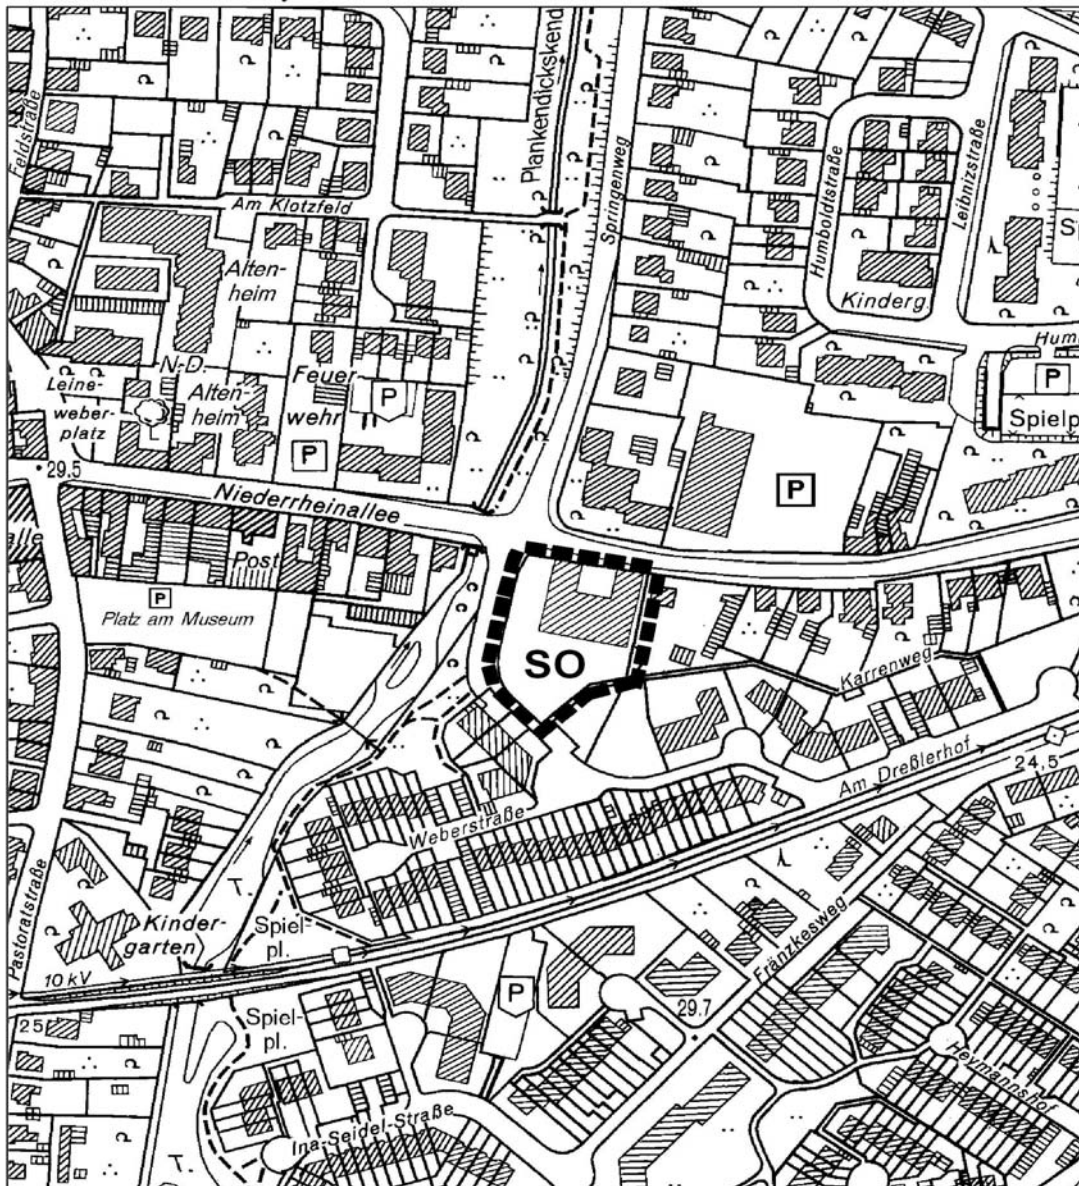 Feldstraße
Plankendickskend
Springenweg
Humboldtstraße
Leibnizstraße
Am Klotzfeld
Alten-
heim
Kinderg.
N.-D.
Leine-
weber-
platz
Alten-
heim
Feuer-
wehr
P
P
P
P
Spielp
29.5
Niederrheinallee
Post
P
Platz am Museum
SO
Karrenweg
Am Dreßlerhof
24,5
Weberstraße
Pastoratstraße
Kinder-
garten
Spiel-
pl.
10 kV
Fränzkesweg
P
29.7
25
Spiel-
pl.
Heymannshof
Ina-Seidel-Straße